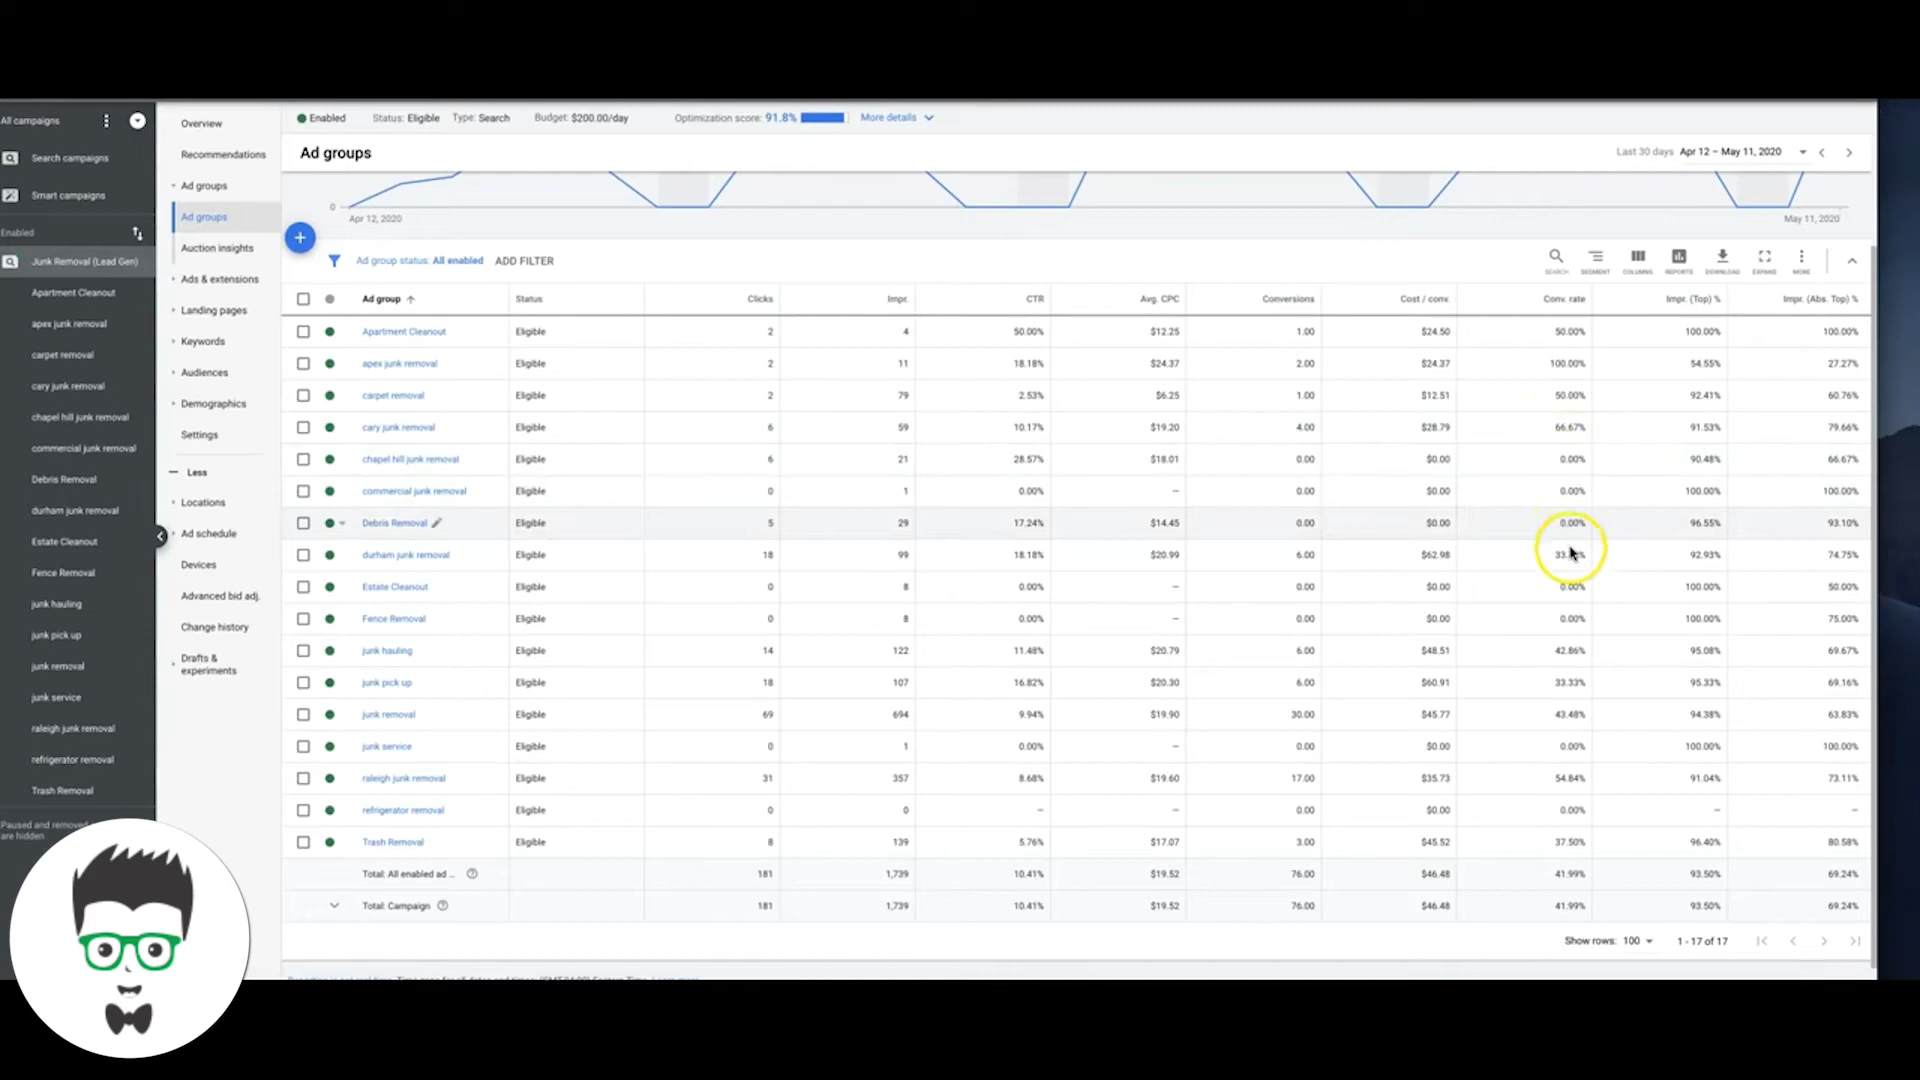 All campaigns
Search campaigns
Smart campaigns
Enabled
Junk Removal (Lead Gen)
Apartment Cleanout
apex junk removal
carpet removal
cary junk removal
chapel hill junk removal
commercial junk removal
Debris Removal
durham junk removal
Estate Cleanout
Fence Removal
junk hauling
junk pick up
junk removal
junk service
raleigh junk removal
refrigerator removal
Trash Removal
Paused and removed
are hidden
Overview
Recommendations
Ad groups
Ad groups
Auction insights
Ads & extensions
Landing pages
Keywords
Audiences
Demographics
Settings
Less
Locations
Ad schedule
Devices
Advanced bid adj.
Change history
Drafts &
experiments
Enabled Status: Eligible Type: Search Budget: $200.00/day Optimization score: 91.8% More details
Ad groups Last 30 days Apr 12 – May 11, 2020
0
Apr 12, 2020 May 11, 2020
Ad group status: All enabled ADD FILTER
SEARCH SEGMENT COLUMNS REPORTS DOWNLOAD EXPAND MORE
Ad group Status Clicks Impr. CTR Avg. CPC Conversions Cost / conv. Conv. rate Impr. (Top) % Impr. (Abs. Top) %
Apartment Cleanout Eligible 2 4 50.00% $12.25 1.00 $24.50 50.00% 100.00% 100.00%
apex junk removal Eligible 2 11 18.18% $24.37 2.00 $24.37 100.00% 54.55% 27.27%
carpet removal Eligible 2 79 2.53% $6.25 1.00 $12.51 50.00% 92.41% 60.76%
cary junk removal Eligible 6 59 10.17% $19.20 4.00 $28.79 66.67% 91.53% 79.66%
chapel hill junk removal Eligible 6 21 28.57% $18.01 0.00 $0.00 0.00% 90.48% 66.67%
commercial junk removal Eligible 0 1 0.00% – 0.00 $0.00 0.00% 100.00% 100.00%
Debris Removal Eligible 5 29 17.24% $14.45 0.00 $0.00 0.00% 96.55% 93.10%
durham junk removal Eligible 18 99 18.18% $20.99 6.00 $62.98 92.93% 74.75%
Estate Cleanout Eligible 0 8 0.00% – 0.00 $0.00 0.00% 100.00% 50.00%
Fence Removal Eligible 0 8 0.00% – 0.00 $0.00 0.00% 100.00% 75.00%
junk hauling Eligible 14 122 11.48% $20.79 6.00 $48.51 42.86% 95.08% 69.67%
junk pick up Eligible 18 107 16.82% $20.30 6.00 $60.91 33.33% 95.33% 69.16%
junk removal Eligible 69 694 9.94% $19.90 30.00 $45.77 43.48% 94.38% 63.83%
junk service Eligible 0 1 0.00% – 0.00 $0.00 0.00% 100.00% 100.00%
raleigh junk removal Eligible 31 357 8.68% $19.60 17.00 $35.73 54.84% 91.04% 73.11%
refrigerator removal Eligible 0 0 – – 0.00 $0.00 0.00% – –
Trash Removal Eligible 8 139 5.76% $17.07 3.00 $45.52 37.50% 96.40% 80.58%
Total: All enabled ad ... 181 1,739 10.41% $19.52 76.00 $46.48 41.99% 93.50% 69.24%
Total: Campaign 181 1,739 10.41% $19.52 76.00 $46.48 41.99% 93.50% 69.24%
Show rows: 100 1 - 17 of 17